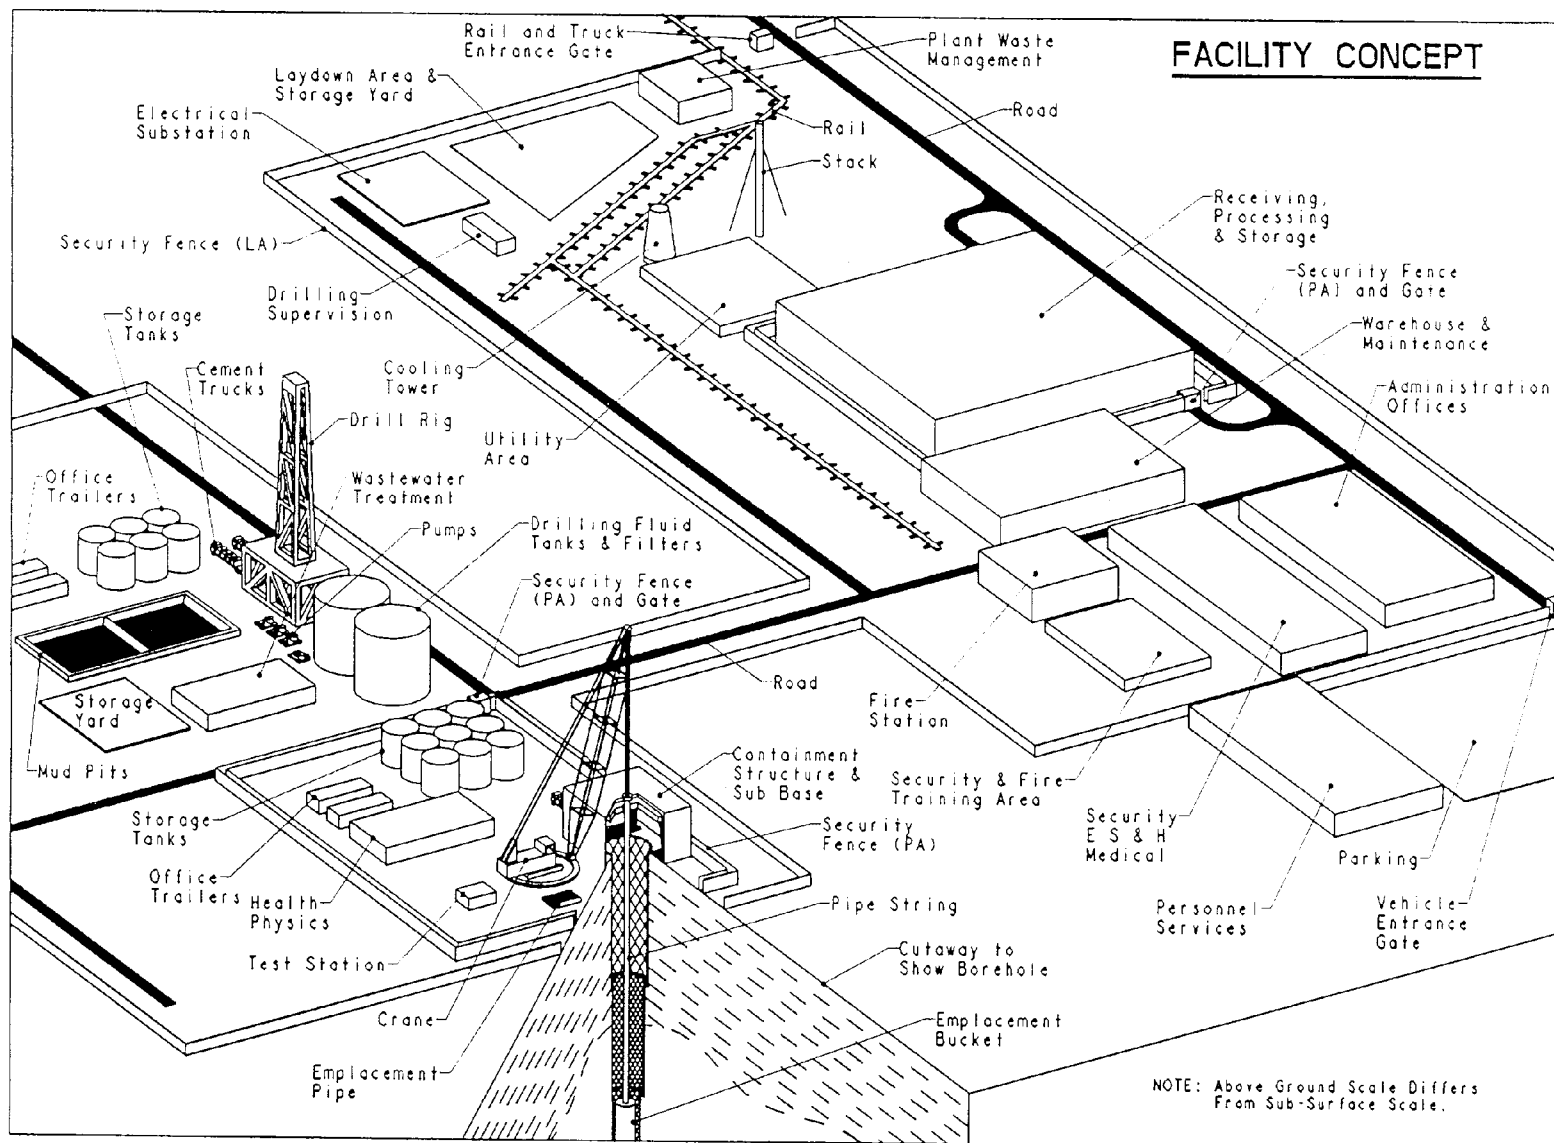 FACILITY CONCEPT
Rail and Truck
Entrance Gate
Plant Waste
Management
Laydown Area &
Storage Yard
Electrical
Substation
Road
Rail
Stack
Receiving,
Processing
& Storage
Security Fence (LA)
Security Fence
(PA) and Gate
Drilling
Supervision
Storage
Tanks
Warehouse &
Maintenance
Cement
Trucks
Cooling
Tower
Administration
Offices
Drill Rig
Utility
Area
Office
Trailers
Wastewater
Treatment
Pumps
Drilling Fluid
Tanks & Filters
Security Fence
(PA) and Gate
Road
Fire
Station
Storage
Yard
Mud Pits
Containment
Structure &
Sub Base
Security & Fire
Training Area
Storage
Tanks
Security
Fence (PA)
Security
E S & H
Medical
Parking
Office
Trailers
Health
Physics
Pipe String
Personnel
Services
Vehicle
Entrance
Gate
Test Station
Cutaway to
Show Borehole
Crane
Emplacement
Bucket
Emplacement
Pipe
NOTE: Above Ground Scale Differs
From Sub-Surface Scale.